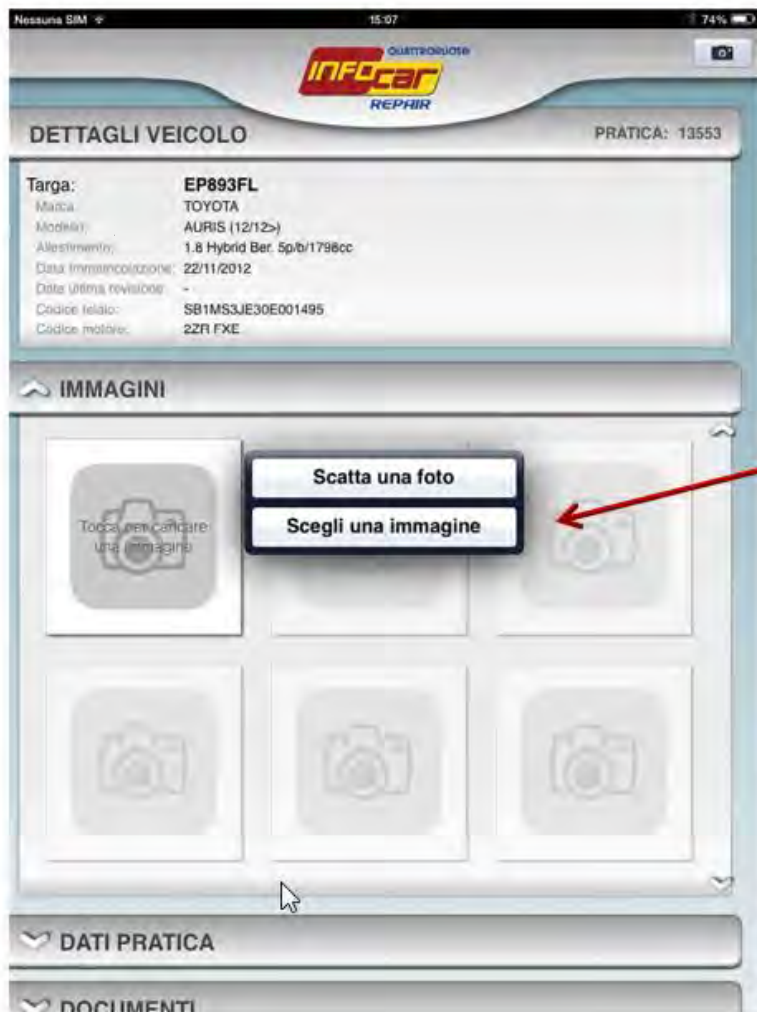 Nessuna SIM 15:07 74%
QUATTRORUOTE
INFOcar
REPAIR
DETTAGLI VEICOLO PRATICA: 13553
Targa: EP893FL
Marca: TOYOTA
Modello: AURIS (12/12>)
Allestimento: 1.8 Hybrid Ber. 5p/b/1798cc
Data immatricolazione: 22/11/2012
Data ultima revisione: -
Codice telaio: SB1MS3JE30E001495
Codice motore: 2ZR FXE
IMMAGINI
Scatta una foto
Scegli una immagine
Tocca per caricare
una immagine
DATI PRATICA
DOCUMENTI